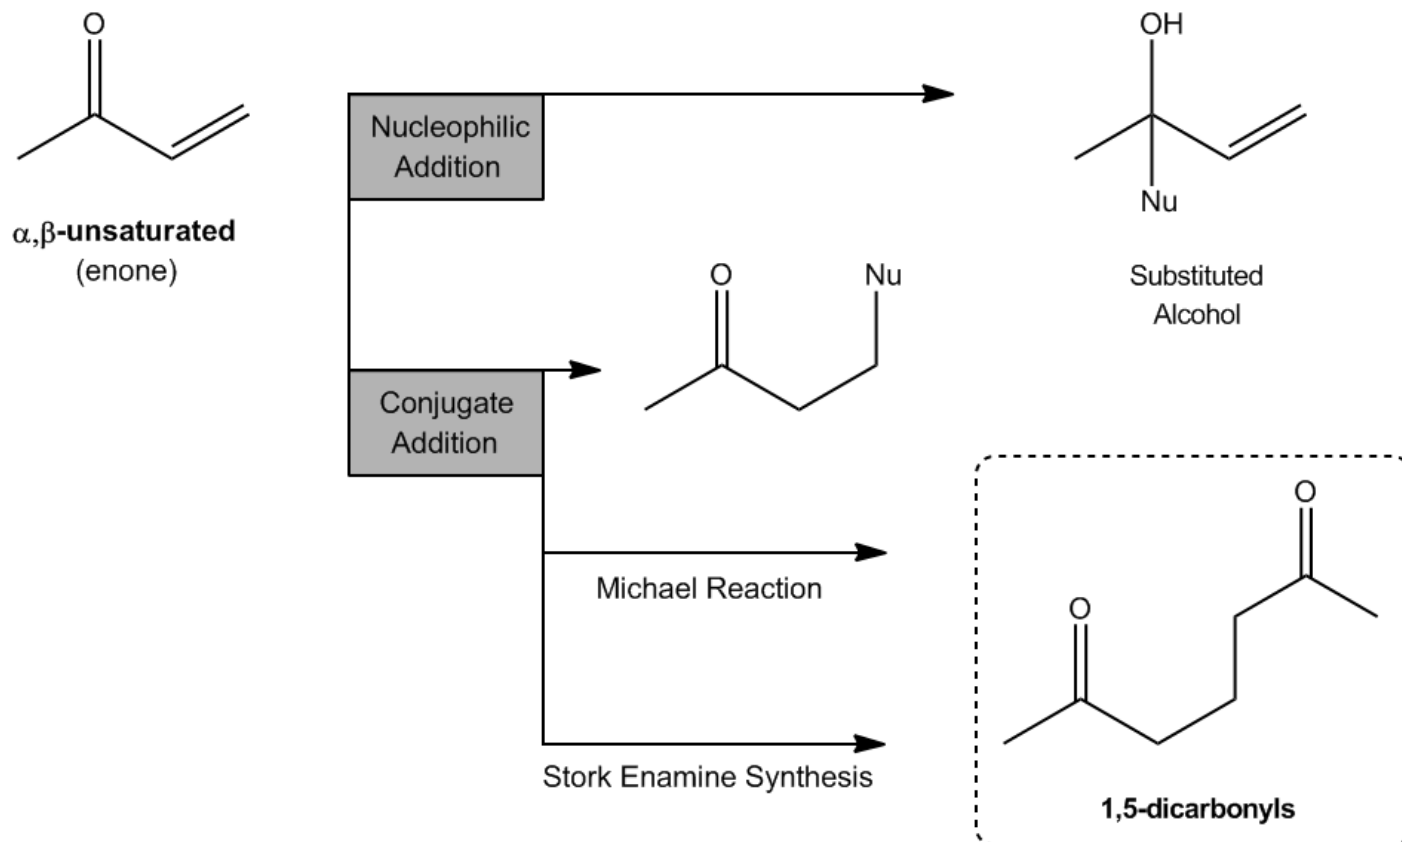 O
OH
Nucleophilic
Addition
Nu
α,β-unsaturated
(enone)
Substituted
Alcohol
O
Nu
Conjugate
Addition
O
O
Michael Reaction
Stork Enamine Synthesis
1,5-dicarbonyls